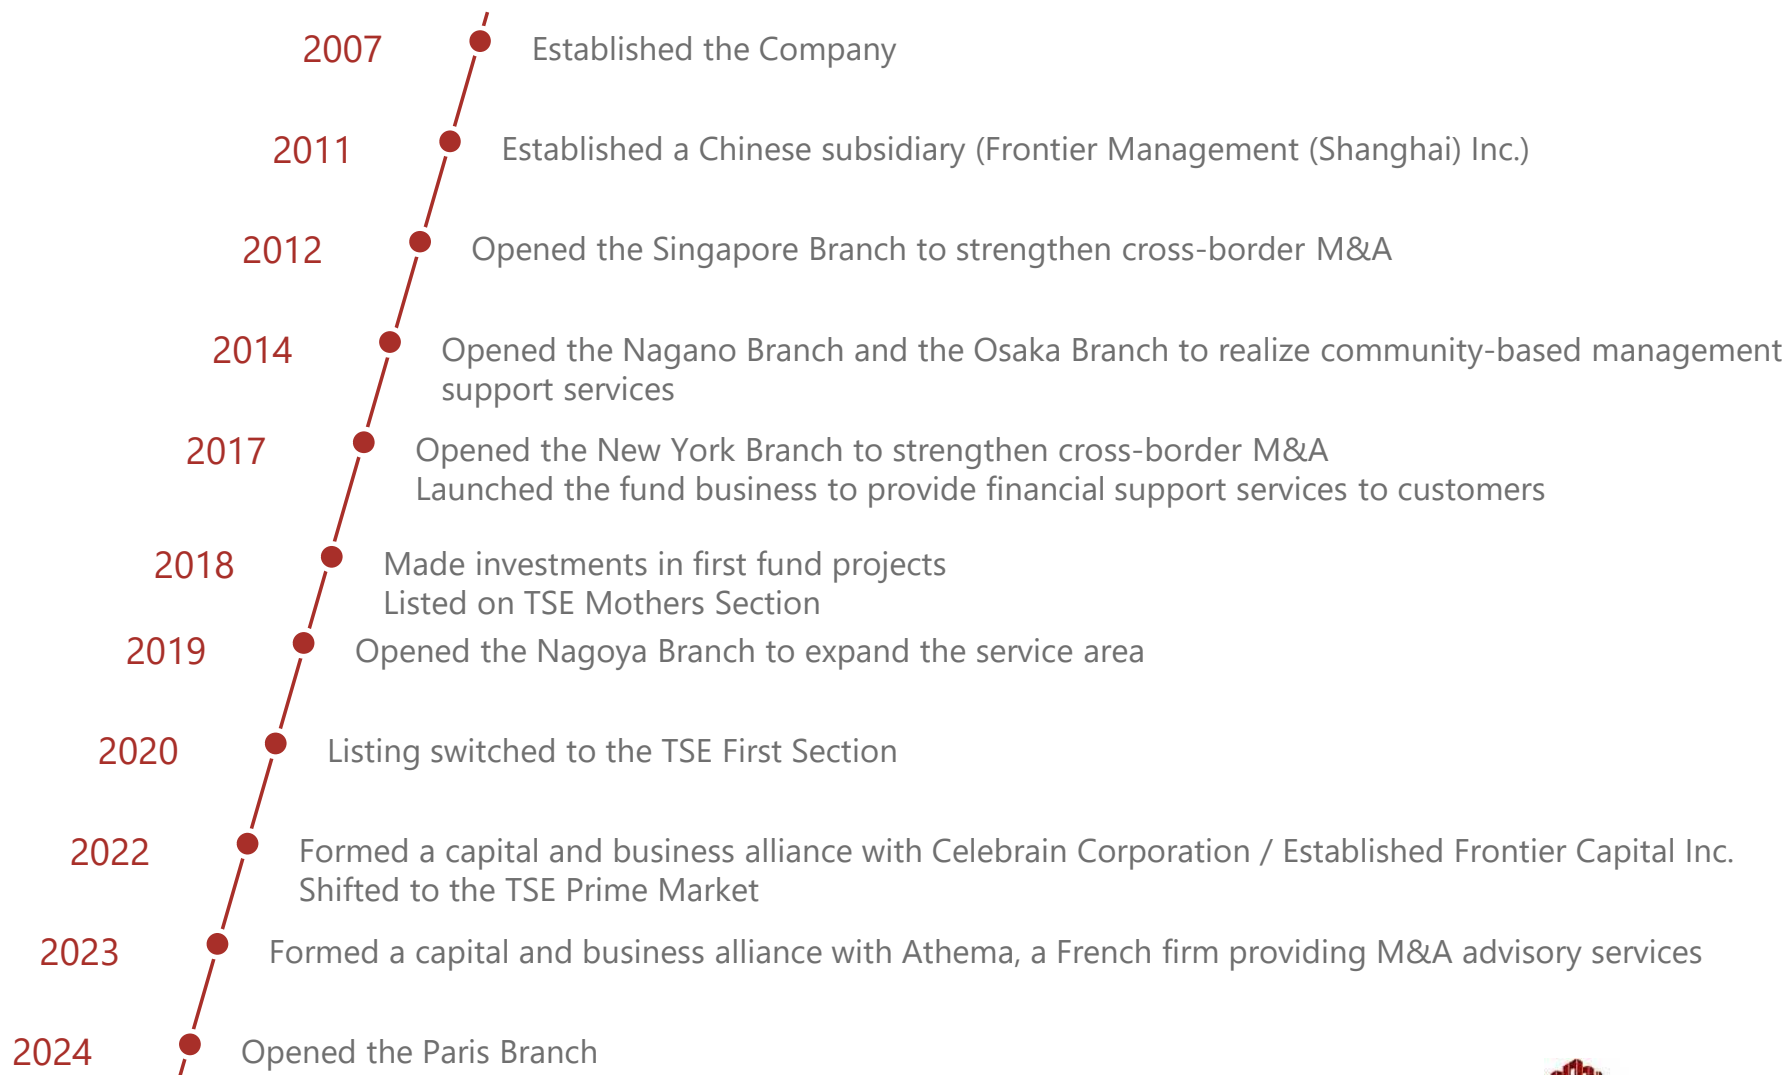 2007 Established the Company
2011 Established a Chinese subsidiary (Frontier Management (Shanghai) Inc.)
2012 Opened the Singapore Branch to strengthen cross-border M&A
2014 Opened the Nagano Branch and the Osaka Branch to realize community-based management
support services
2017 Opened the New York Branch to strengthen cross-border M&A
Launched the fund business to provide financial support services to customers
2018 Made investments in first fund projects
Listed on TSE Mothers Section
2019 Opened the Nagoya Branch to expand the service area
2020 Listing switched to the TSE First Section
2022 Formed a capital and business alliance with Celebrain Corporation / Established Frontier Capital Inc.
Shifted to the TSE Prime Market
2023 Formed a capital and business alliance with Athema, a French firm providing M&A advisory services
2024 Opened the Paris Branch